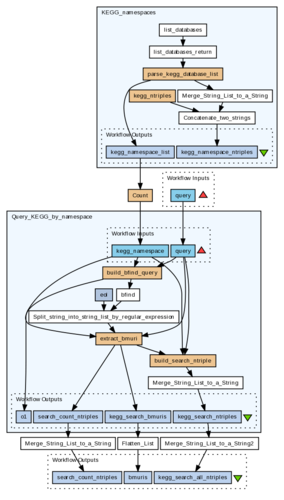 KEGG_namespaces
list_databases
list_databases_return
parse_kegg_database_list
kegg_ntriples
Merge_String_List_to_a_String
Concatenate_two_strings
Workflow Outputs
kegg_namespace_list
kegg_namespace_ntriples
Workflow Inputs
Count
query
Query_KEGG_by_namespace
Workflow Inputs
kegg_namespace
query
build_bfind_query
eol
bfind
Split_string_into_string_list_by_regular_expression
extract_bmuri
build_search_ntriple
Merge_String_List_to_a_String
Workflow Outputs
o1
search_count_ntriples
kegg_search_bmuris
kegg_search_ntriples
Merge_String_List_to_a_String
Flatten_List
Merge_String_List_to_a_String2
Workflow Outputs
search_count_ntriples
bmuris
kegg_search_all_ntriples